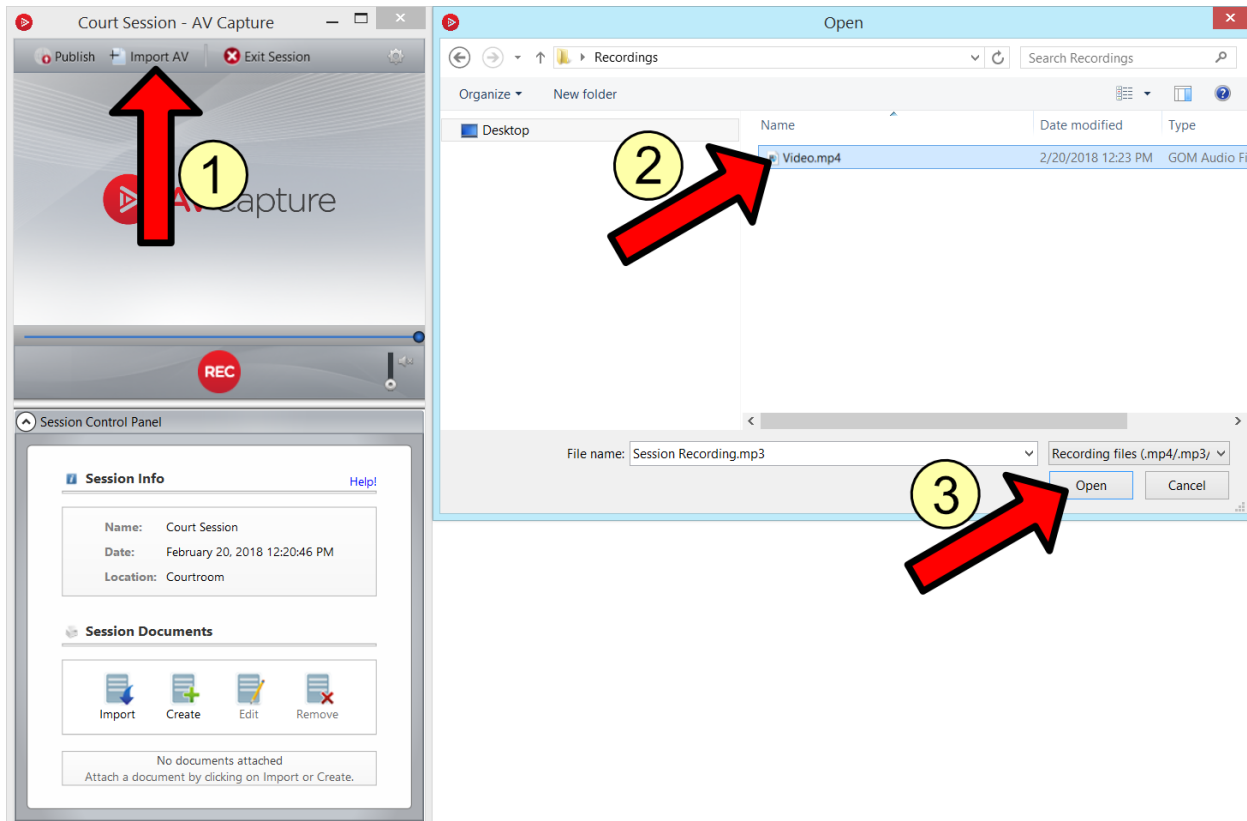 Court Session - AV Capture
Publish Import AV Exit Session
1
AV Capture
REC
Session Control Panel
Session Info
Help!
Name: Court Session
Date: February 20, 2018 12:20:46 PM
Location: Courtroom
Session Documents
Import Create Edit Remove
No documents attached
Attach a document by clicking on Import or Create.
Open
Recordings
Search Recordings
Organize New folder
Desktop
Name Date modified Type
2
Video.mp4 2/20/2018 12:23 PM GOM Audio Fi
File name: Session Recording.mp3 Recording files (.mp4/.mp3/
3
Open Cancel